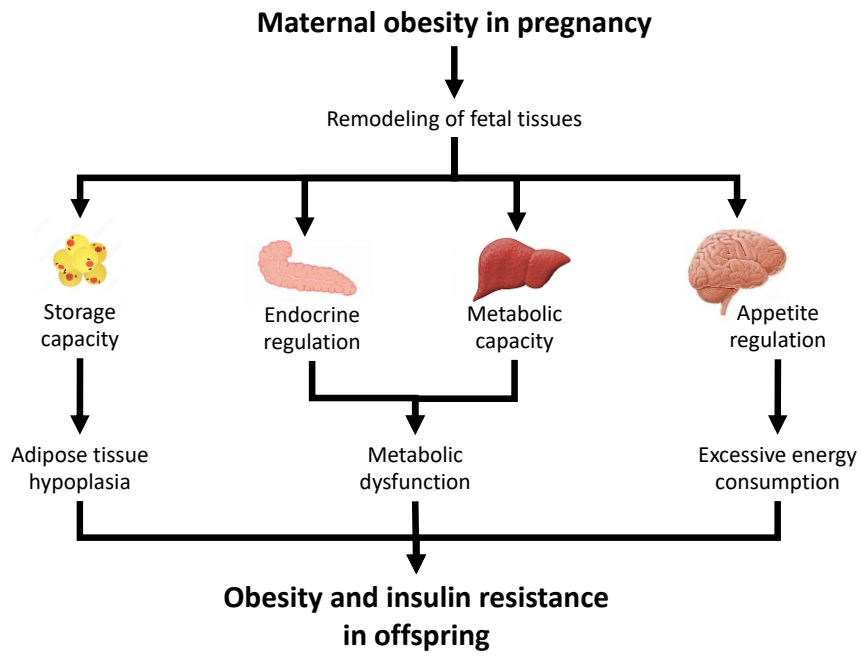 Maternal obesity in pregnancy
Remodeling of fetal tissues
Storage
capacity
Endocrine
regulation
Metabolic
capacity
Appetite
regulation
Adipose tissue
hypoplasia
Metabolic
dysfunction
Excessive energy
consumption
Obesity and insulin resistance
in offspring